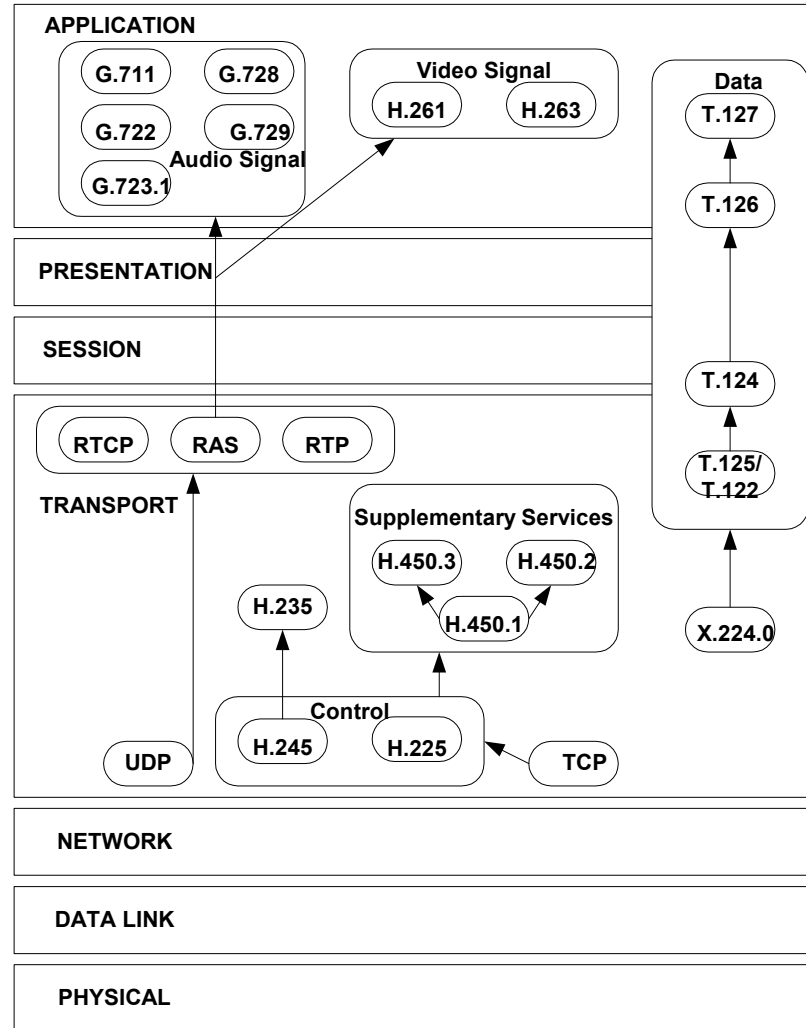 APPLICATION
G.711
G.728
G.722
G.729
Audio Signal
G.723.1
Video Signal
H.261
H.263
Data
T.127
T.126
PRESENTATION
SESSION
T.124
T.125/
T.122
RTCP
RAS
RTP
TRANSPORT
Supplementary Services
H.450.3
H.450.2
H.450.1
H.235
X.224.0
Control
H.245
H.225
UDP
TCP
NETWORK
DATA LINK
PHYSICAL